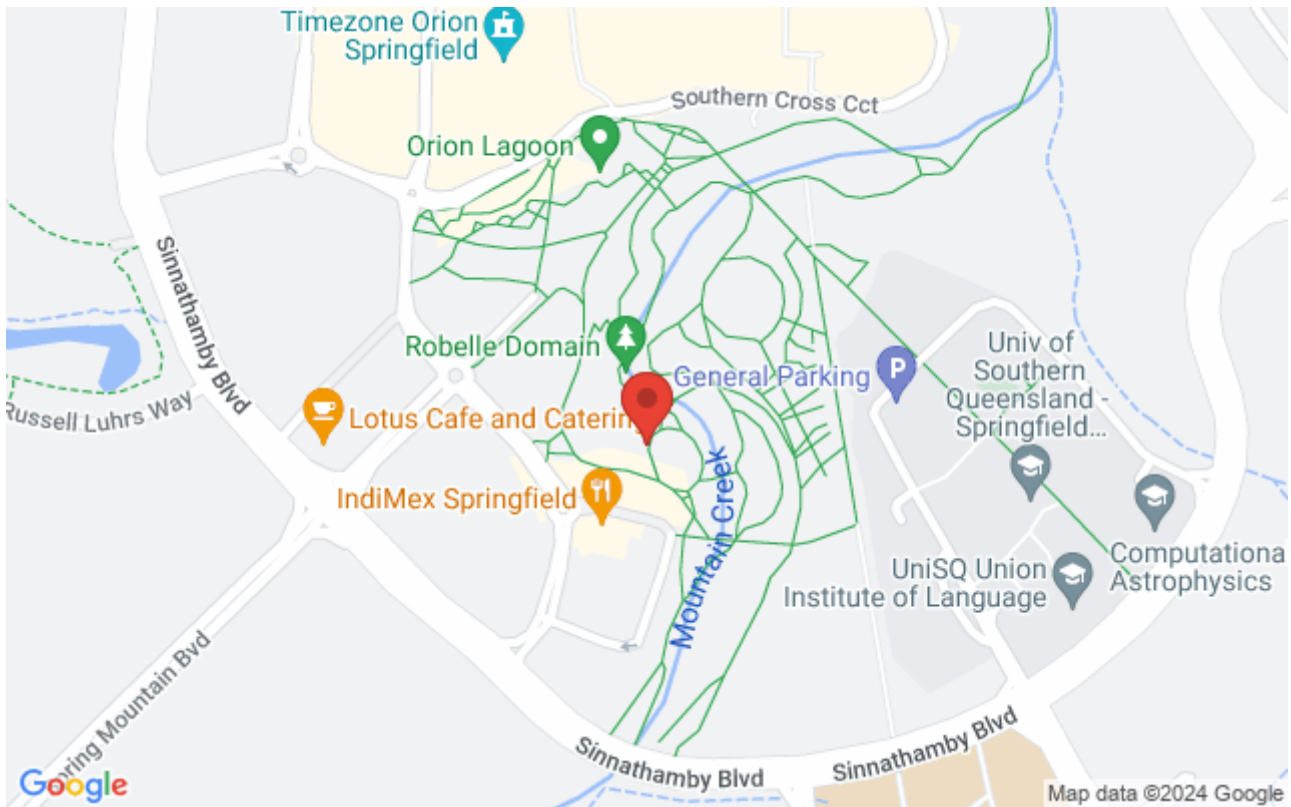 Timezone Orion
Springfield
Southern Cross Cct
Orion Lagoon
Sinnathamby Blvd
Robelle Domain
General Parking
P
Univ of
Southern
Queensland -
Springfield...
Russell Luhrs Way
Lotus Cafe and Catering
IndiMex Springfield
Mountain Creek
Computationa
Astrophysics
UniSQ Union
Institute of Language
oring Mountain Bvd
Sinnathamby Blvd
Sinnathamby Blvd
Google
Map data ©2024 Google